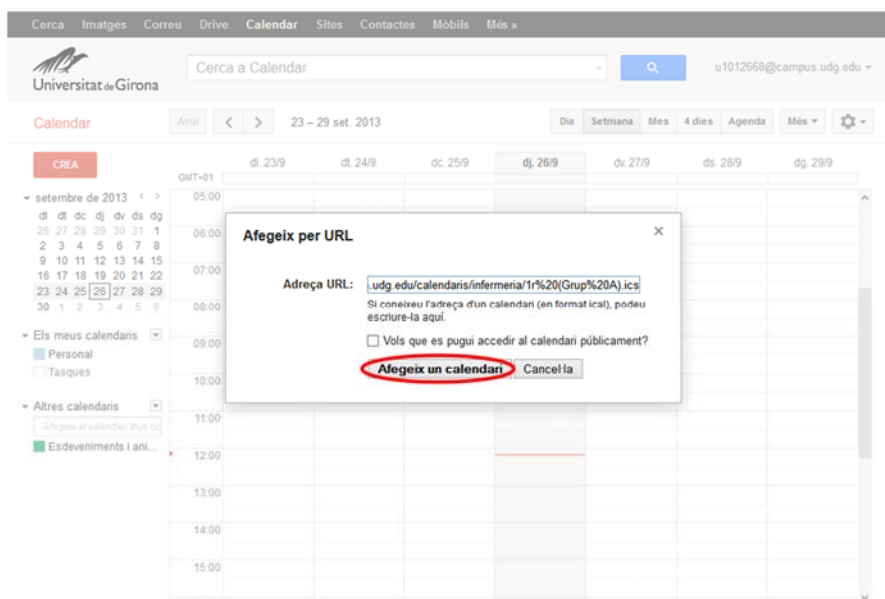 Cerca Imatges Correu Drive Calendar Sites Contactes Mòbils Més »
Universitat de Girona
Cerca a Calendar
u1012668@campus.udg.edu
Calendar
Avui
23 – 29 set. 2013
Dia Setmana Mes 4 dies Agenda Més
CREA
dl. 23/9 dt. 24/9 dc. 25/9 dj. 26/9 dv. 27/9 ds. 28/9 dg. 29/9
GMT+01
setembre de 2013 < >
dl dt dc dj dv ds dg
26 27 28 29 30 31 1
2 3 4 5 6 7 8
9 10 11 12 13 14 15
16 17 18 19 20 21 22
23 24 25 26 27 28 29
30 1 2 3 4 5 6
Els meus calendaris
Personal
Tasques
Altres calendaris
Afegeix el calendari d'un
Esdeveniments i ani...
05:00
06:00
07:00
08:00
09:00
10:00
11:00
12:00
13:00
14:00
15:00
Afegeix per URL ×
Adreça URL: .udg.edu/calendaris/infermeria/1r%20(Grup%20A).ics
Si coneixeu l'adreça d'un calendari (en format ical), podeu
escriure-la aquí.
Vols que es pugui accedir al calendari públicament?
Afegeix un calendari Cancel·la